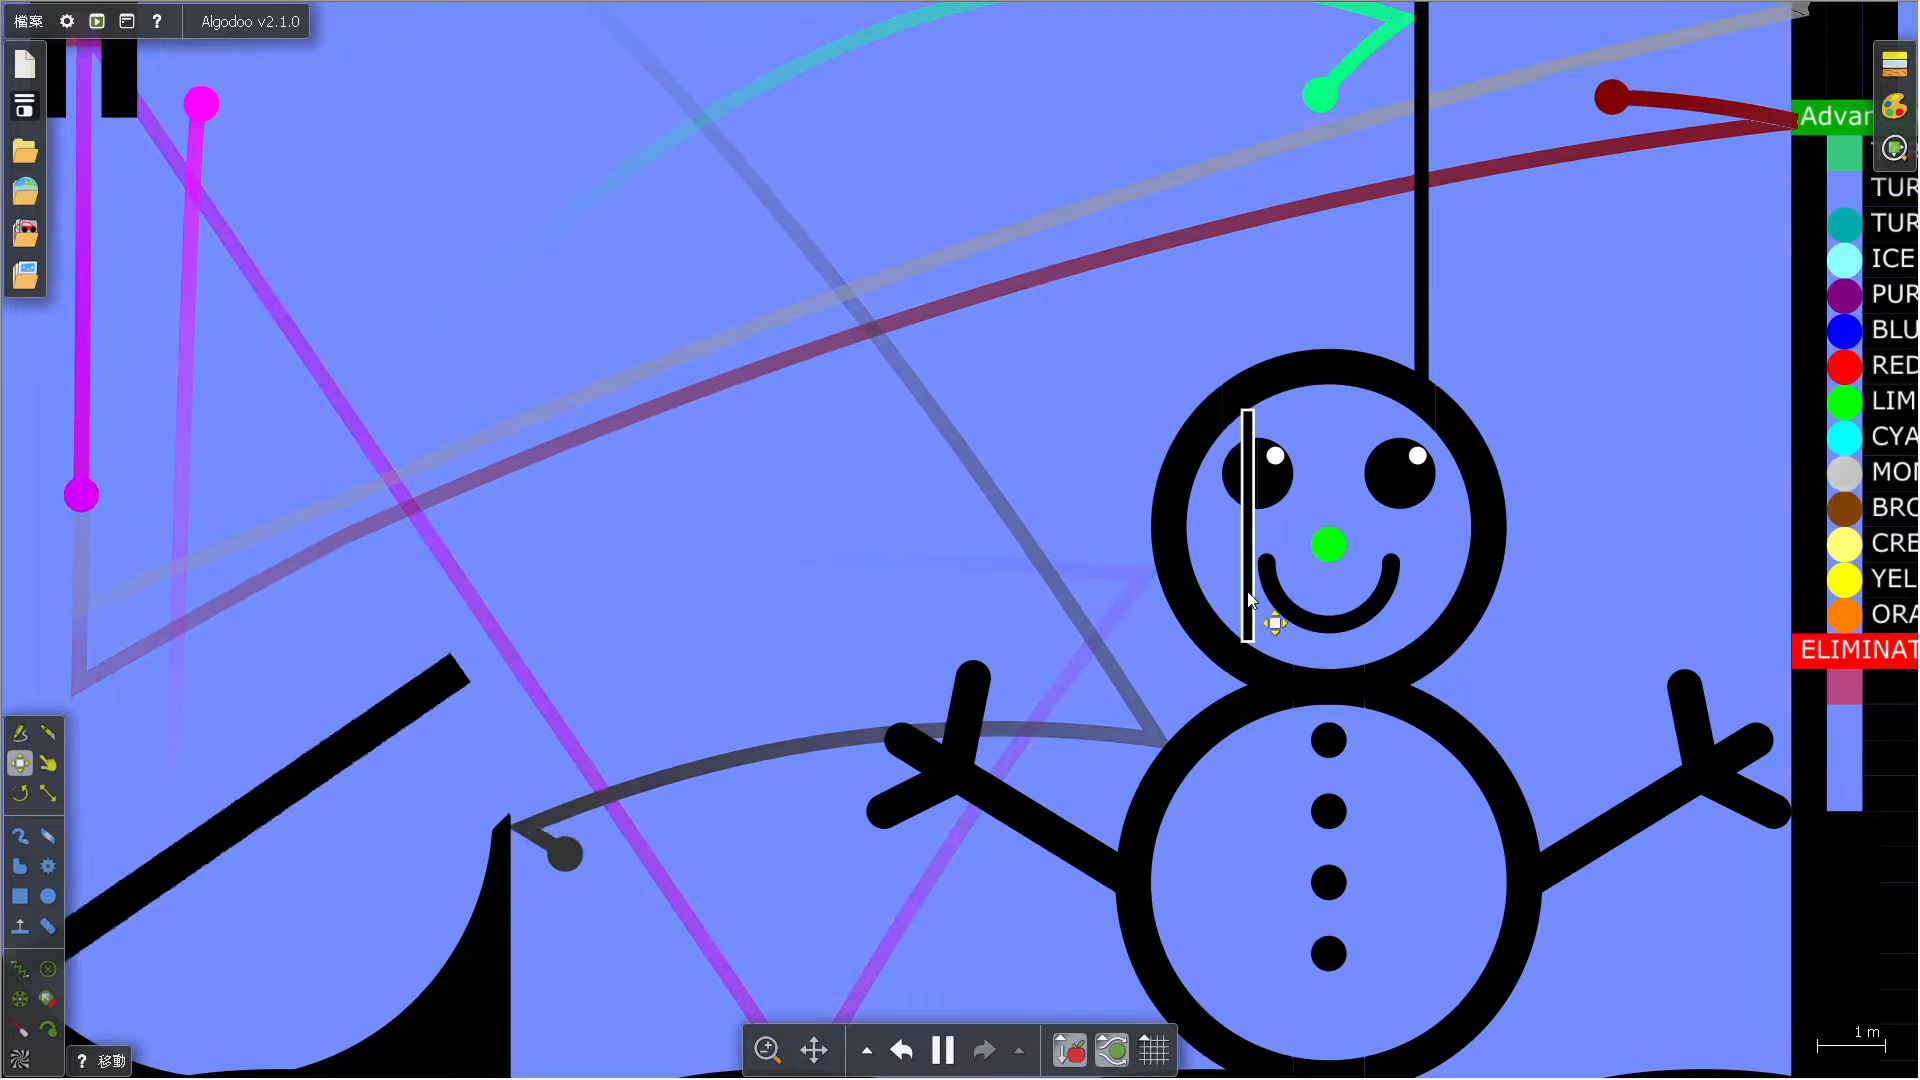 檔案 ? Algodoo v2.1.0
Advar
TUR
TUR
ICE
PUR
BLU
RED
LIM
CYA
MON
BRO
CRE
YEL
ORA
ELIMINAT
1 m
? 移動